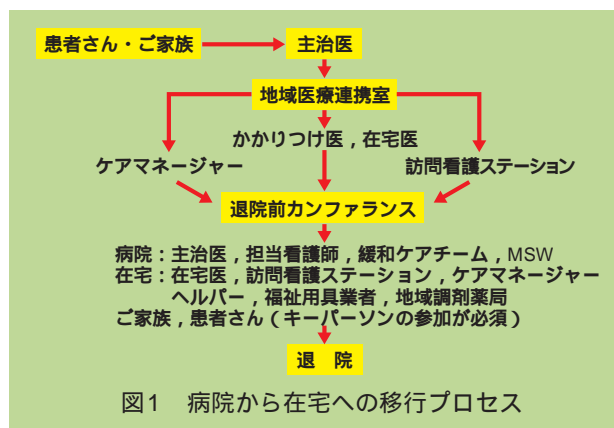 患者さん・ご家族
主治医
地域医療連携室
かかりつけ医，在宅医
ケアマネージャー
訪問看護ステーション
退院前カンファランス
病院：主治医，担当看護師，緩和ケアチーム，MSW
在宅：在宅医，訪問看護ステーション，ケアマネージャー
ヘルパー，福祉用具業者，地域調剤薬局
ご家族，患者さん（キーパーソンの参加が必須）
退　院
図1　病院から在宅への移行プロセス